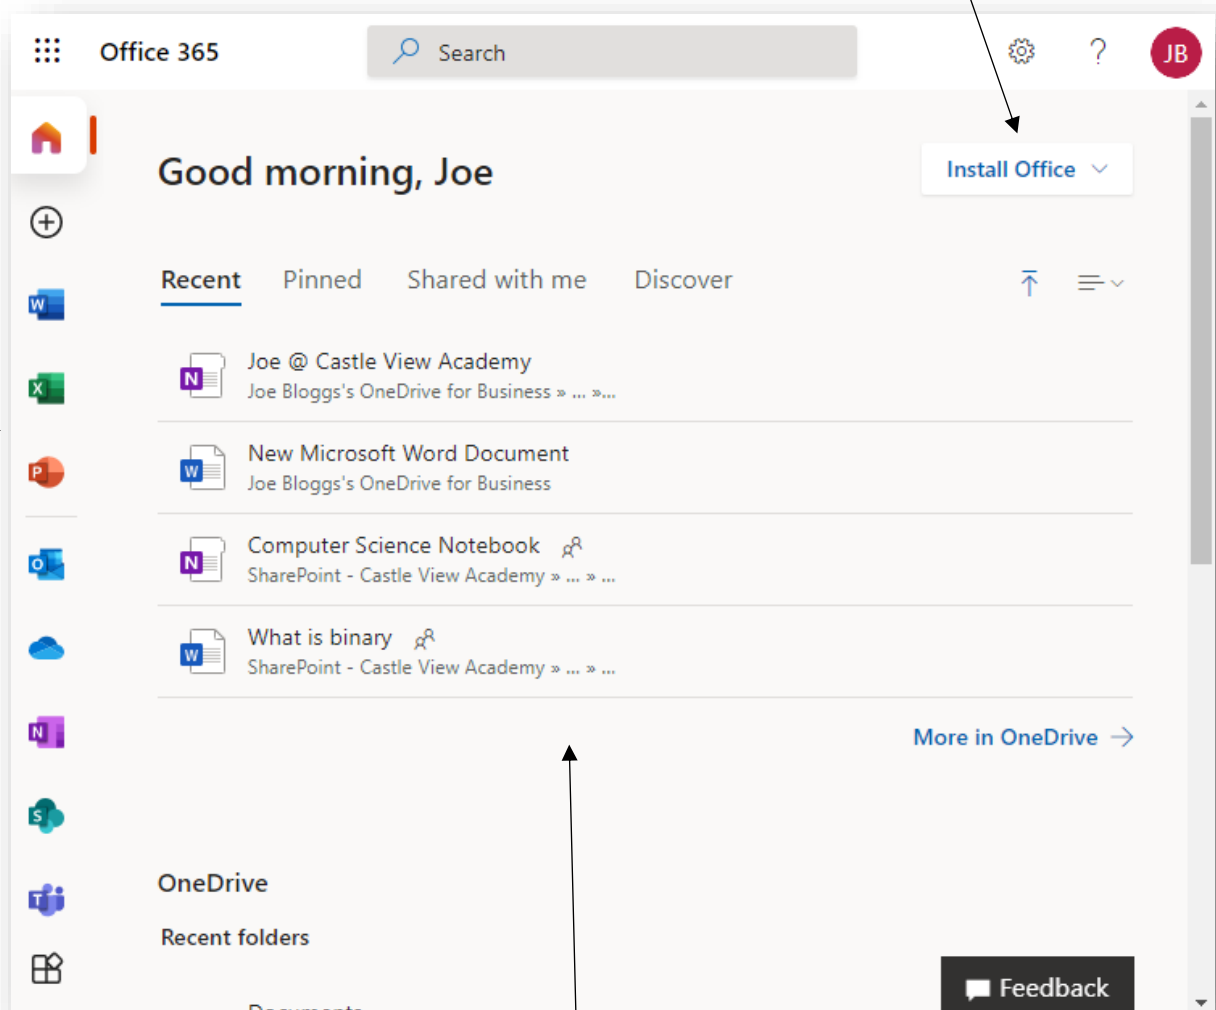 Office 365
Search
?
JB
Good morning, Joe
Install Office
Recent Pinned Shared with me Discover
N
Joe @ Castle View Academy
Joe Bloggs's OneDrive for Business » ... »...
W
New Microsoft Word Document
Joe Bloggs's OneDrive for Business
N
Computer Science Notebook
SharePoint - Castle View Academy » ... » ...
W
What is binary
SharePoint - Castle View Academy » ... » ...
More in OneDrive →
W
X
P
O
N
S
T
OneDrive
Recent folders
Documents
Feedback